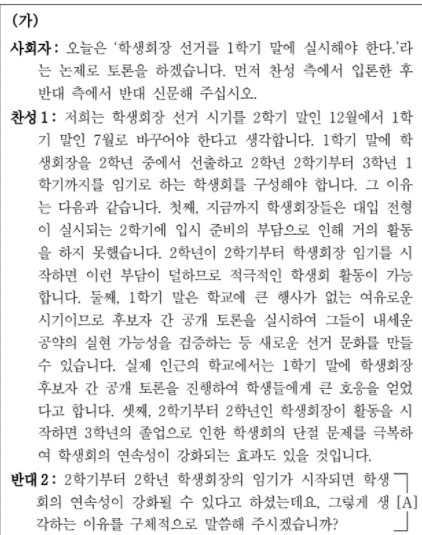 (가)
사회자: 오늘은 ‘학생회장 선거를 1학기 말에 실시해야 한다.’라
는 논제로 토론을 하겠습니다. 먼저 찬성 측에서 입론한 후
반대 측에서 반대 신문해 주십시오.
찬성 1: 저희는 학생회장 선거 시기를 2학기 말인 12월에서 1학
기 말인 7월로 바꾸어야 한다고 생각합니다. 1학기 말에 학
생회장을 2학년 중에서 선출하고 2학년 2학기부터 3학년 1
학기까지를 임기로 하는 학생회를 구성해야 합니다. 그 이유
는 다음과 같습니다. 첫째, 지금까지 학생회장들은 대입 전형
이 실시되는 2학기에 입시 준비의 부담으로 인해 거의 활동
을 하지 못했습니다. 2학년이 2학기부터 학생회장 임기를 시
작하면 이런 부담이 덜하므로 적극적인 학생회 활동이 가능
합니다. 둘째, 1학기 말은 학교에 큰 행사가 없는 여유로운
시기이므로 후보자 간 공개 토론을 실시하여 그들이 내세운
공약의 실현 가능성을 검증하는 등 새로운 선거 문화를 만들
수 있습니다. 실제 인근의 학교에서는 1학기 말에 학생회장
후보자 간 공개 토론을 진행하여 학생들에게 큰 호응을 얻었
다고 합니다. 셋째, 2학기부터 2학년인 학생회장이 활동을 시
작하면 3학년의 졸업으로 인한 학생회의 단절 문제를 극복하
여 학생회의 연속성이 강화되는 효과도 있을 것입니다.
반대 2: 2학기부터 2학년 학생회장의 임기가 시작되면 학생
회의 연속성이 강화될 수 있다고 하셨는데요, 그렇게 생 [A]
각하는 이유를 구체적으로 말씀해 주시겠습니까?